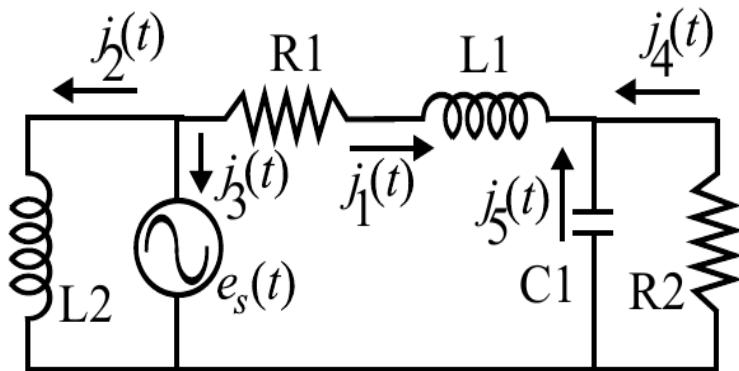 j₂(t) R1 L1 j₄(t)
j₃(t) j₁(t) j₅(t)
L2 eₛ(t) C1 R2